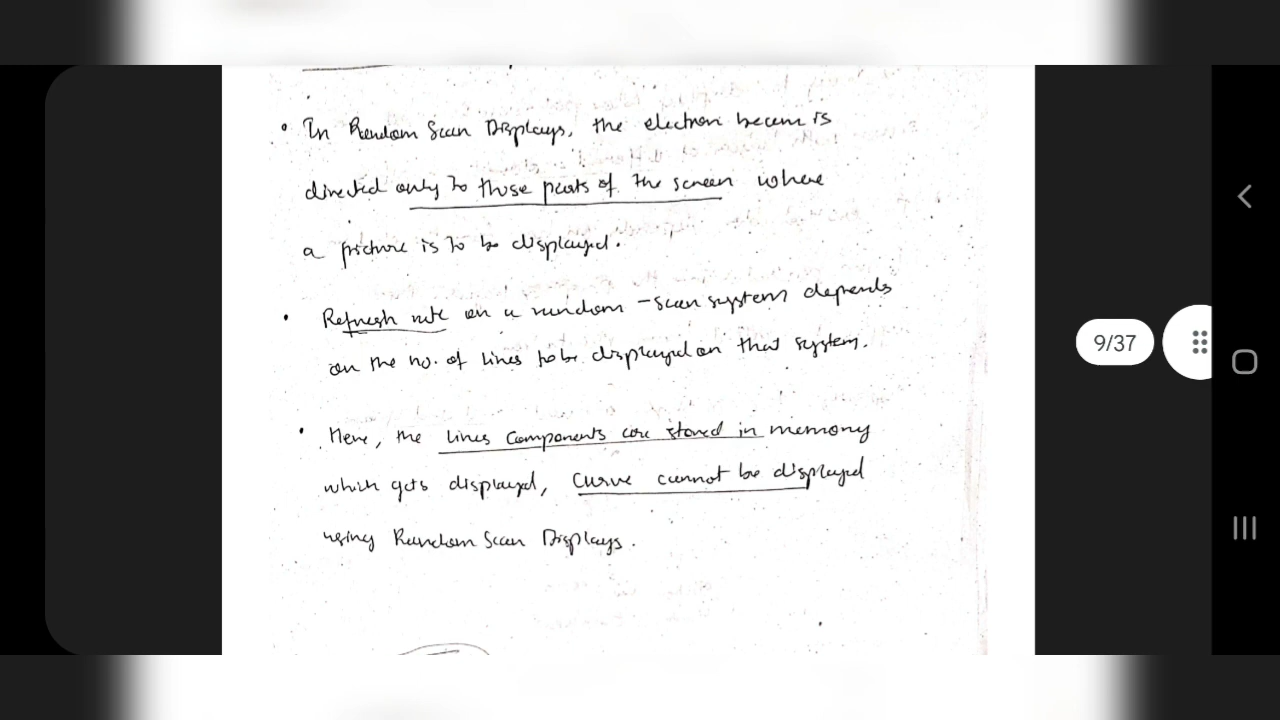 In Random Scan Displays, the electron beam is
directed only to those parts of the screen where
a picture is to be displayed.
Refresh rate on a random-scan system depends
on the no. of lines to be displayed on that system.
9/37
Here, the lines components are stored in memory
which gets displayed, curve cannot be displayed
using Random Scan Displays.